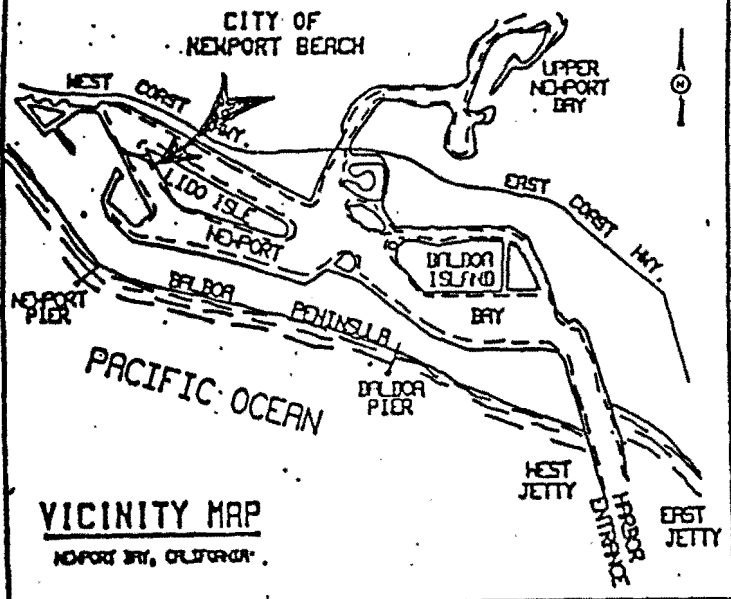 CITY OF
NEWPORT BEACH
WEST COAST HWY.
UPPER
NEWPORT
BAY
N
LIDO ISLE
EAST COAST HWY.
NEWPORT
BALBOA
ISLAND
BAY
NEWPORT
PIER
BALBOA PENINSULA
BALBOA
PIER
PACIFIC OCEAN
WEST
JETTY
HARBOR
ENTRANCE
EAST
JETTY
VICINITY MAP
NEWPORT BAY, CALIFORNIA